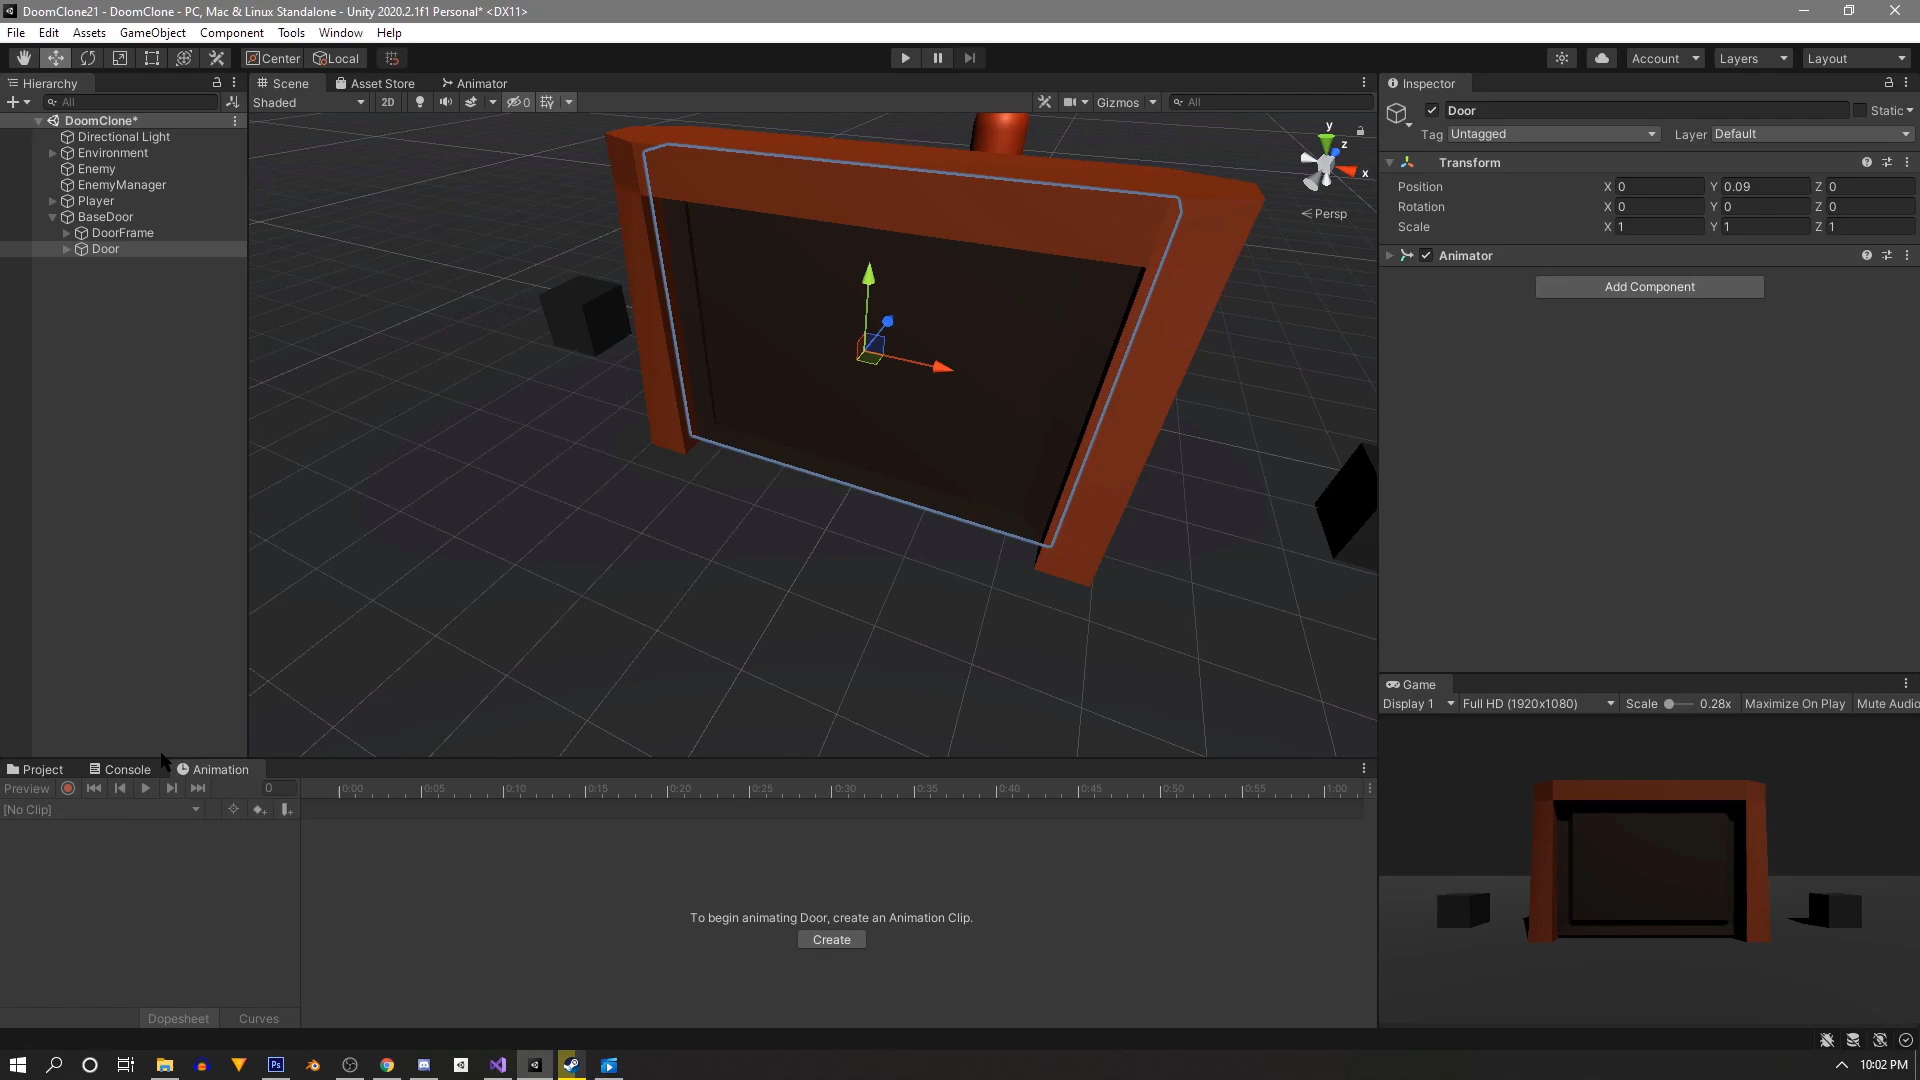 DoomClone21 - DoomClone - PC, Mac & Linux Standalone - Unity 2020.2.1f1 Personal* <DX11>
File Edit Assets GameObject Component Tools Window Help
Center Local Account Layers Layout
Hierarchy Scene Asset Store Animator Inspector
All Shaded 2D 0 Gizmos All
Door Static
Tag Untagged Layer Default
DoomClone*
Directional Light
Environment
Enemy
EnemyManager
Player
BaseDoor
DoorFrame
Door
y
z
x
Persp
Transform
Position X 0 Y 0.09 Z 0
Rotation X 0 Y 0 Z 0
Scale X 1 Y 1 Z 1
Animator
Add Component
Game
Display 1 Full HD (1920x1080) Scale 0.28x Maximize On Play Mute Audio
Project Console Animation
Preview 0 0:00 0:05 0:10 0:15 0:20 0:25 0:30 0:35 0:40 0:45 0:50 0:55 1:00
[No Clip]
To begin animating Door, create an Animation Clip.
Create
Dopesheet Curves
Ps
10:02 PM